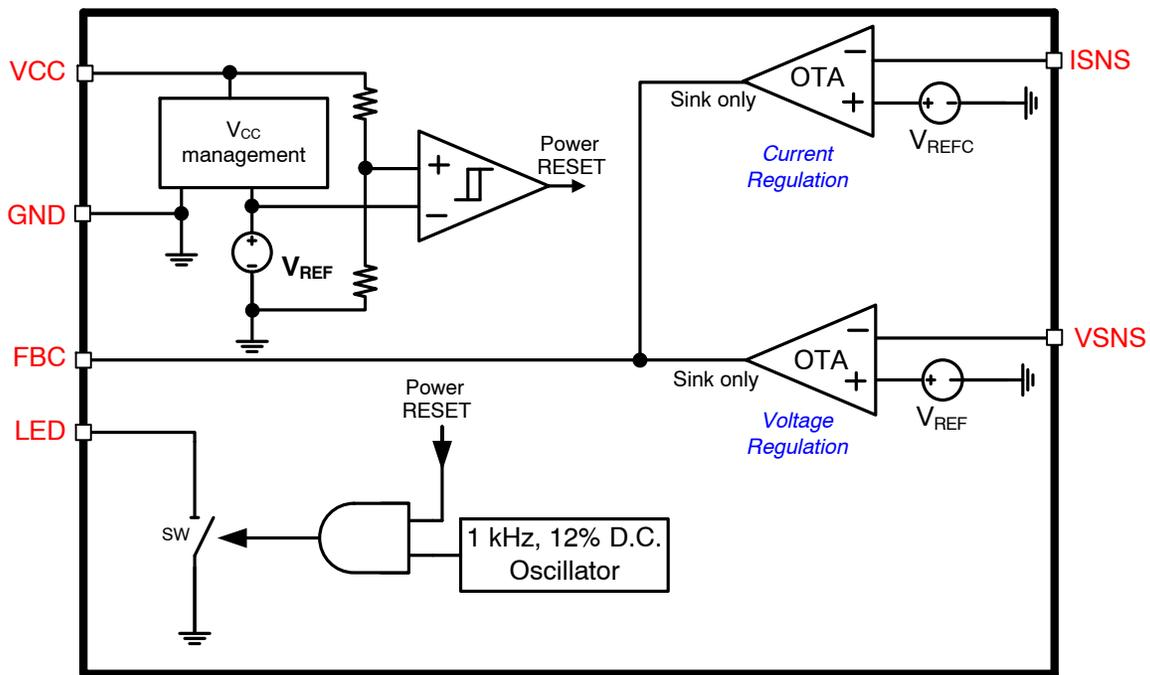 VCC
ISNS
OTA
Sink only
−
+
+
−
VREFC
Current
Regulation
VCC
management
Power
RESET
+
−
GND
+
−
VREF
FBC
VSNS
OTA
Sink only
−
+
+
−
VREF
Voltage
Regulation
Power
RESET
LED
SW
1 kHz, 12% D.C.
Oscillator